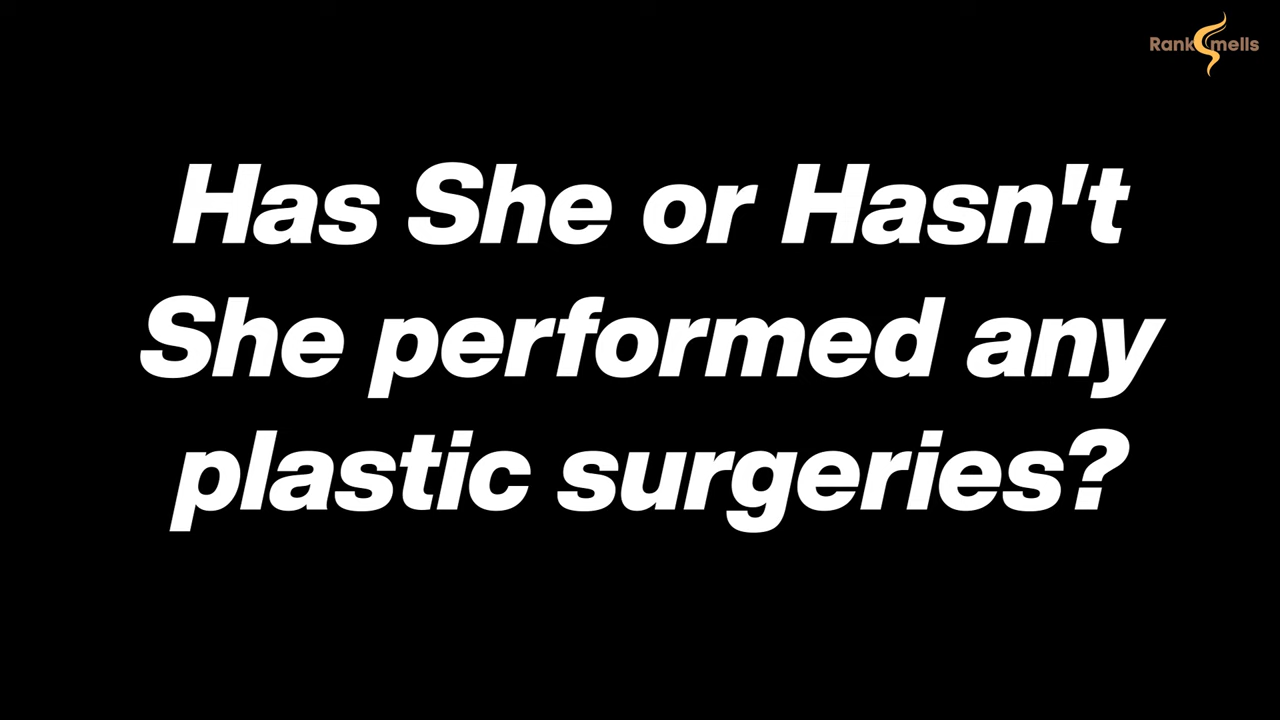 RankSmells
Has She or Hasn't
She performed any
plastic surgeries?